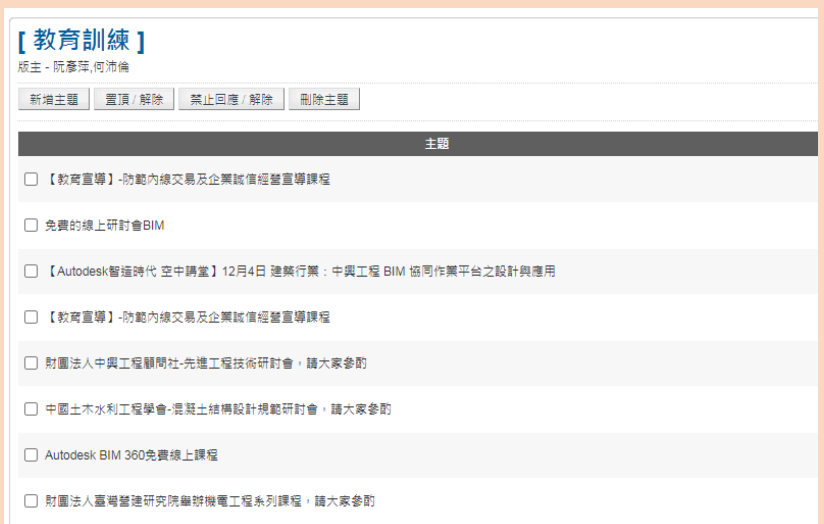 [ 教育訓練 ]
版主 - 阮彥萍,何沛倫
新增主題 置頂 / 解除 禁止回應 / 解除 刪除主題
主題
【教育宣導】-防範內線交易及企業誠信經營宣導課程
免費的線上研討會BIM
【Autodesk智造時代 空中講堂】12月4日 建築行業：中興工程 BIM 協同作業平台之設計與應用
【教育宣導】-防範內線交易及企業誠信經營宣導課程
財團法人中興工程顧問社-先進工程技術研討會，請大家參酌
中國土木水利工程學會-混凝土結構設計規範研討會，請大家參酌
Autodesk BIM 360免費線上課程
財團法人臺灣營建研究院舉辦機電工程系列課程，請大家參酌